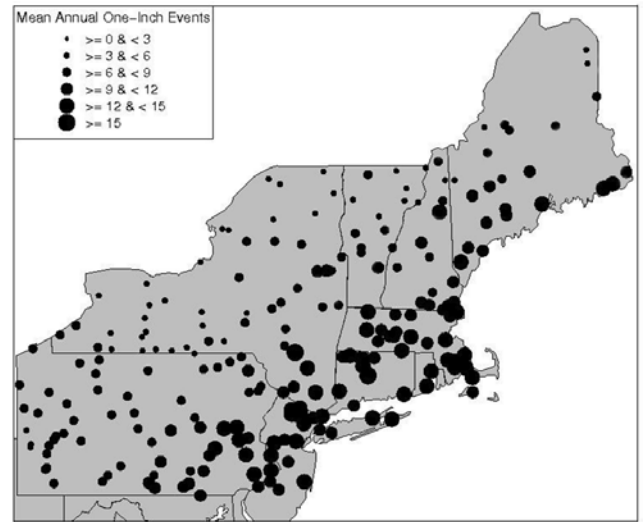 Mean Annual One-Inch Events
>= 0 & < 3
>= 3 & < 6
>= 6 & < 9
>= 9 & < 12
>= 12 & < 15
>= 15